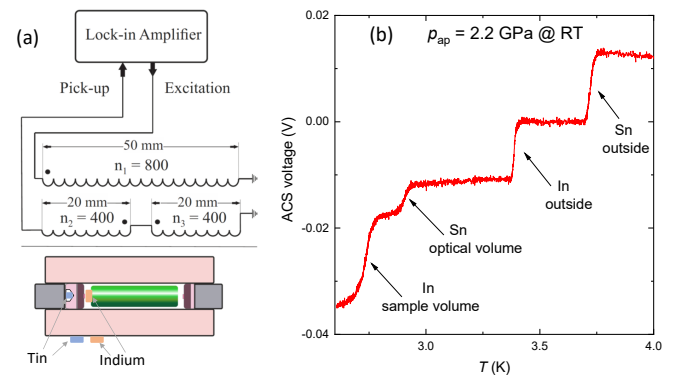 (a)
Lock-in Amplifier
Pick-up
Excitation
50 mm
n₁ = 800
20 mm
20 mm
n₂ = 400
n₃ = 400
Tin
Indium
(b)
pₐₚ = 2.2 GPa @ RT
0.02
0.00
-0.02
-0.04
ACS voltage (V)
Sn
outside
In
outside
Sn
optical volume
In
sample volume
3.0
3.5
4.0
T (K)